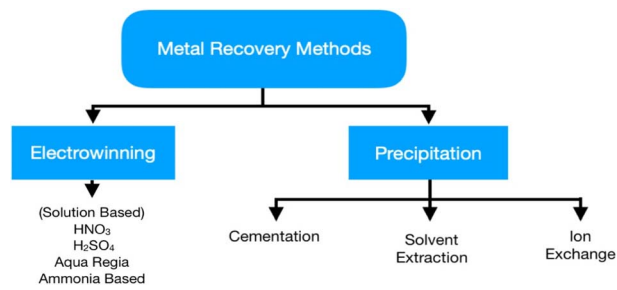 Metal Recovery Methods
Electrowinning
Precipitation
(Solution Based)
HNO₃
H₂SO₄
Aqua Regia
Ammonia Based
Cementation
Solvent
Extraction
Ion
Exchange